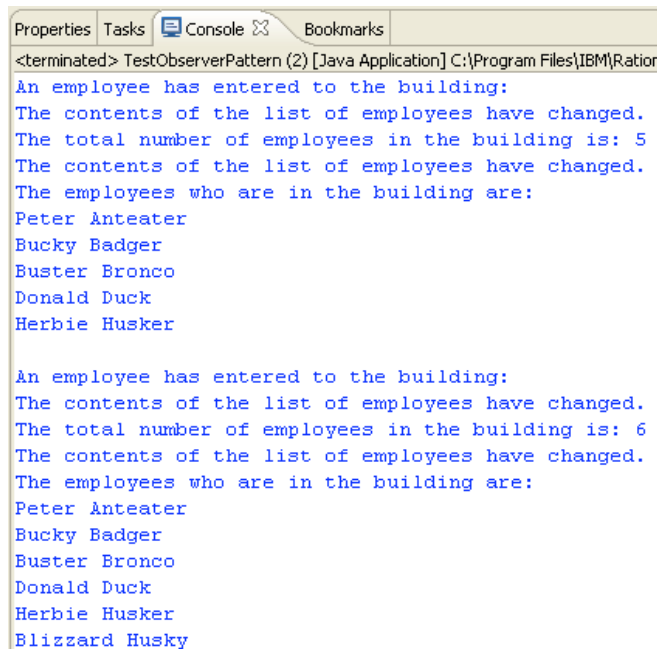 Properties Tasks Console Bookmarks
<terminated> TestObserverPattern (2) [Java Application] C:\Program Files\IBM\Ration
An employee has entered to the building:
The contents of the list of employees have changed.
The total number of employees in the building is: 5
The contents of the list of employees have changed.
The employees who are in the building are:
Peter Anteater
Bucky Badger
Buster Bronco
Donald Duck
Herbie Husker
An employee has entered to the building:
The contents of the list of employees have changed.
The total number of employees in the building is: 6
The contents of the list of employees have changed.
The employees who are in the building are:
Peter Anteater
Bucky Badger
Buster Bronco
Donald Duck
Herbie Husker
Blizzard Husky